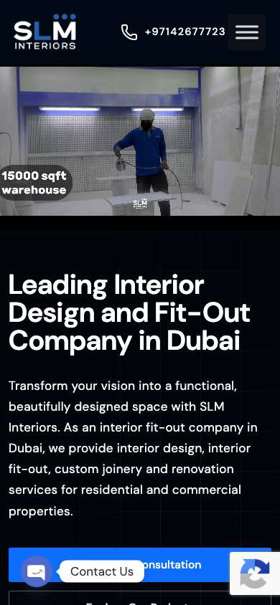 SLM
INTERIORS
+97142677723
15000 sqft
warehouse
SLM
Leading Interior
Design and Fit-Out
Company in Dubai
Transform your vision into a functional,
beautifully designed space with SLM
Interiors. As an interior fit-out company in
Dubai, we provide interior design, interior
fit-out, custom joinery and renovation
services for residential and commercial
properties.
Consultation
Contact Us